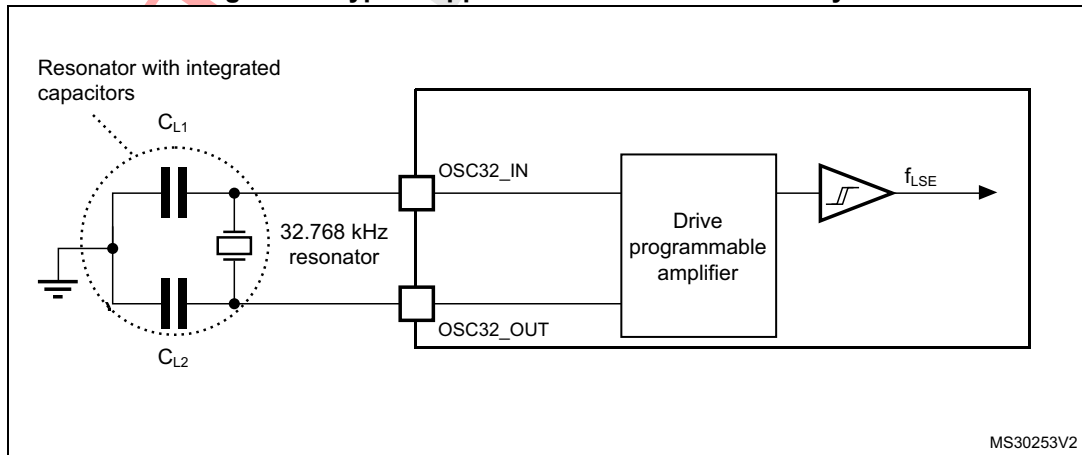 Resonator with integrated
capacitors
CL1
OSC32_IN
fLSE
32.768 kHz
resonator
Drive
programmable
amplifier
OSC32_OUT
CL2
MS30253V2